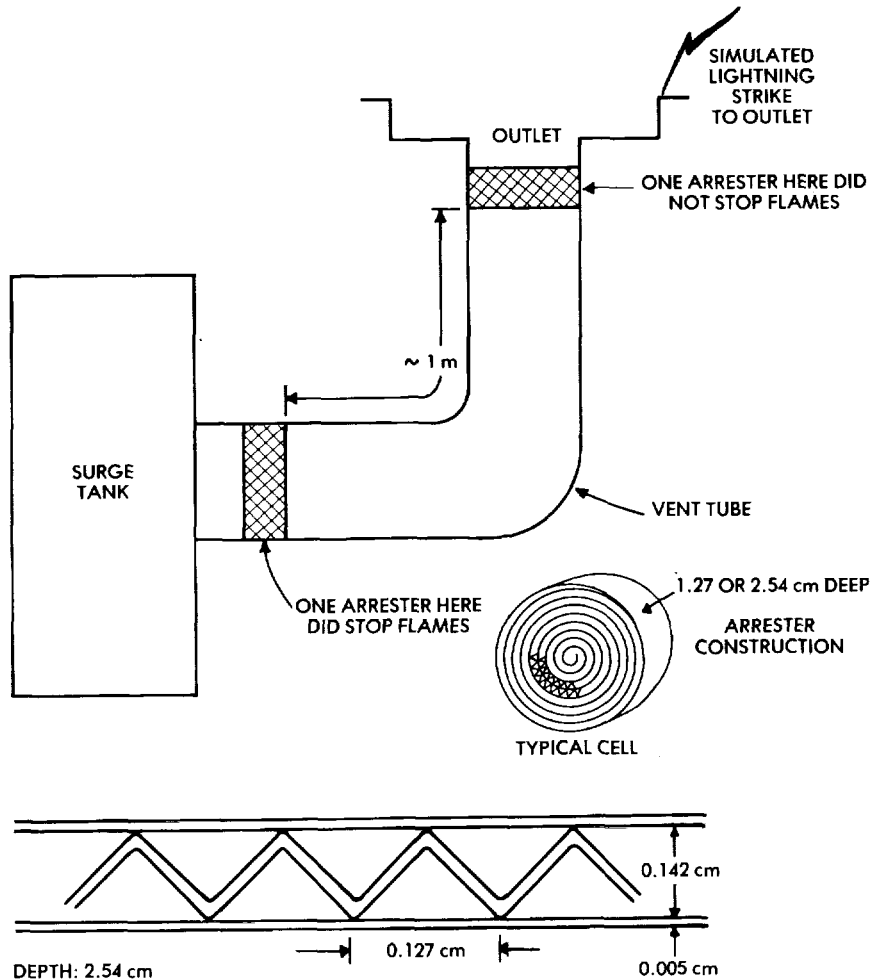 SIMULATED
LIGHTNING
STRIKE
TO OUTLET
OUTLET
ONE ARRESTER HERE DID
NOT STOP FLAMES
~ 1 m
SURGE
TANK
VENT TUBE
ONE ARRESTER HERE
DID STOP FLAMES
1.27 OR 2.54 cm DEEP
ARRESTER
CONSTRUCTION
TYPICAL CELL
0.142 cm
0.127 cm
DEPTH: 2.54 cm
0.005 cm